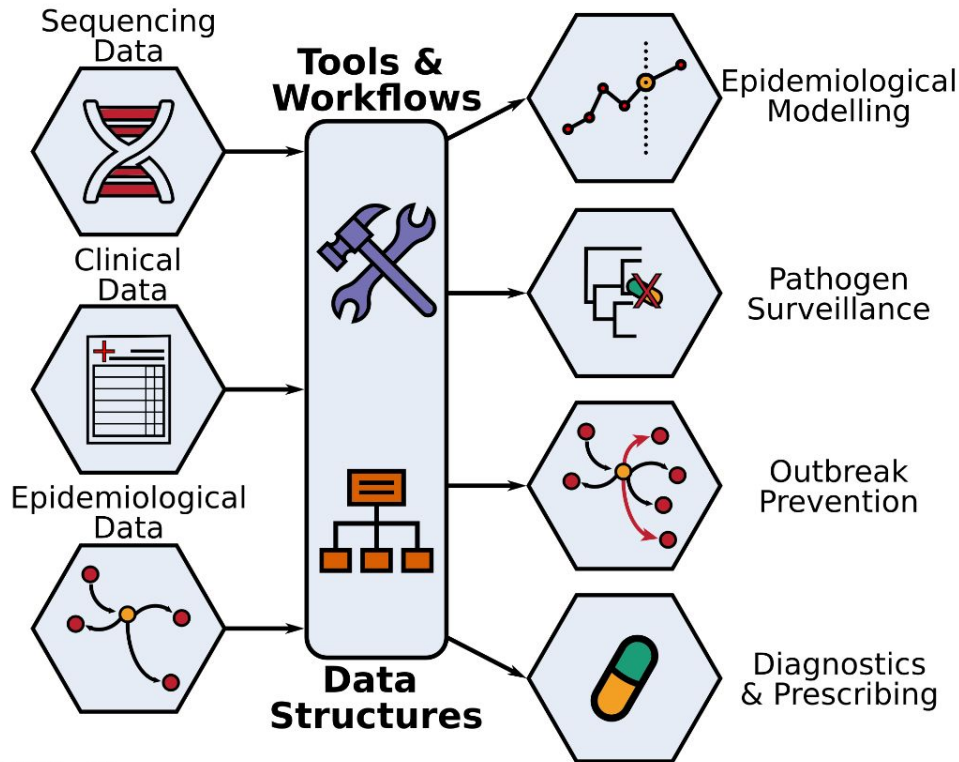 Sequencing
Data
Tools &
Workflows
Epidemiological
Modelling
Clinical
Data
Pathogen
Surveillance
Epidemiological
Data
Outbreak
Prevention
Data
Structures
Diagnostics
& Prescribing